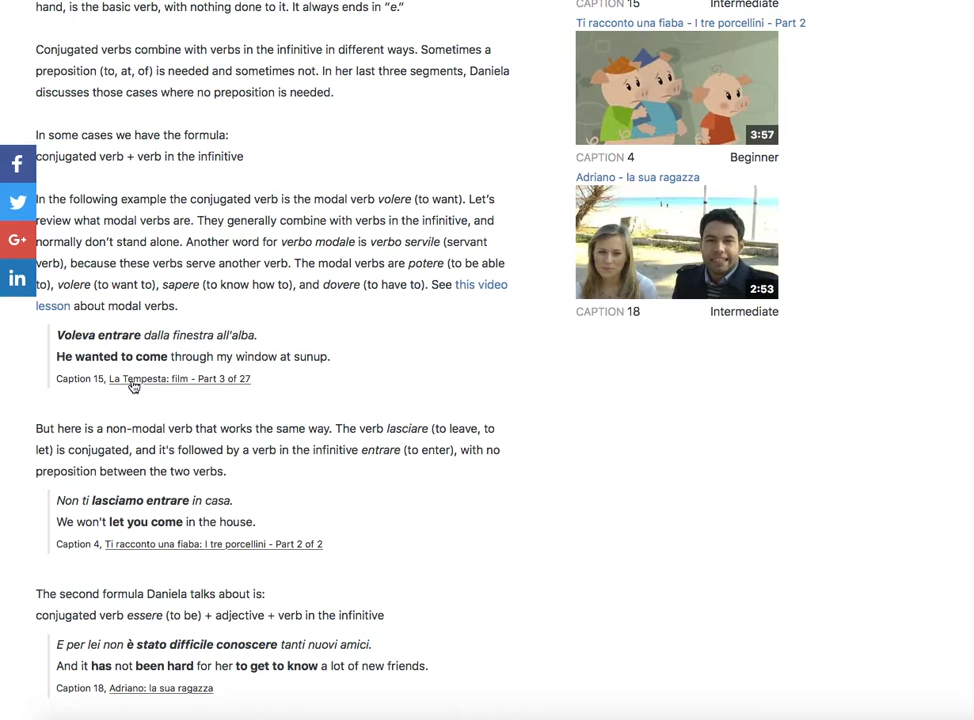 hand, is the basic verb, with nothing done to it. It always ends in “e.”
Conjugated verbs combine with verbs in the infinitive in different ways. Sometimes a
preposition (to, at, of) is needed and sometimes not. In her last three segments, Daniela
discusses those cases where no preposition is needed.
In some cases we have the formula:
conjugated verb + verb in the infinitive
In the following example the conjugated verb is the modal verb volere (to want). Let’s
review what modal verbs are. They generally combine with verbs in the infinitive, and
normally don’t stand alone. Another word for verbo modale is verbo servile (servant
verb), because these verbs serve another verb. The modal verbs are potere (to be able
to), volere (to want to), sapere (to know how to), and dovere (to have to). See this video
lesson about modal verbs.
Voleva entrare dalla finestra all'alba.
He wanted to come through my window at sunup.
Caption 15, La Tempesta: film - Part 3 of 27
But here is a non-modal verb that works the same way. The verb lasciare (to leave, to
let) is conjugated, and it's followed by a verb in the infinitive entrare (to enter), with no
preposition between the two verbs.
Non ti lasciamo entrare in casa.
We won't let you come in the house.
Caption 4, Ti racconto una fiaba: I tre porcellini - Part 2 of 2
The second formula Daniela talks about is:
conjugated verb essere (to be) + adjective + verb in the infinitive
E per lei non è stato difficile conoscere tanti nuovi amici.
And it has not been hard for her to get to know a lot of new friends.
Caption 18, Adriano: la sua ragazza
CAPTION 15 Intermediate
Ti racconto una fiaba - I tre porcellini - Part 2
3:57
CAPTION 4 Beginner
Adriano - la sua ragazza
2:53
CAPTION 18 Intermediate
f
G+
in